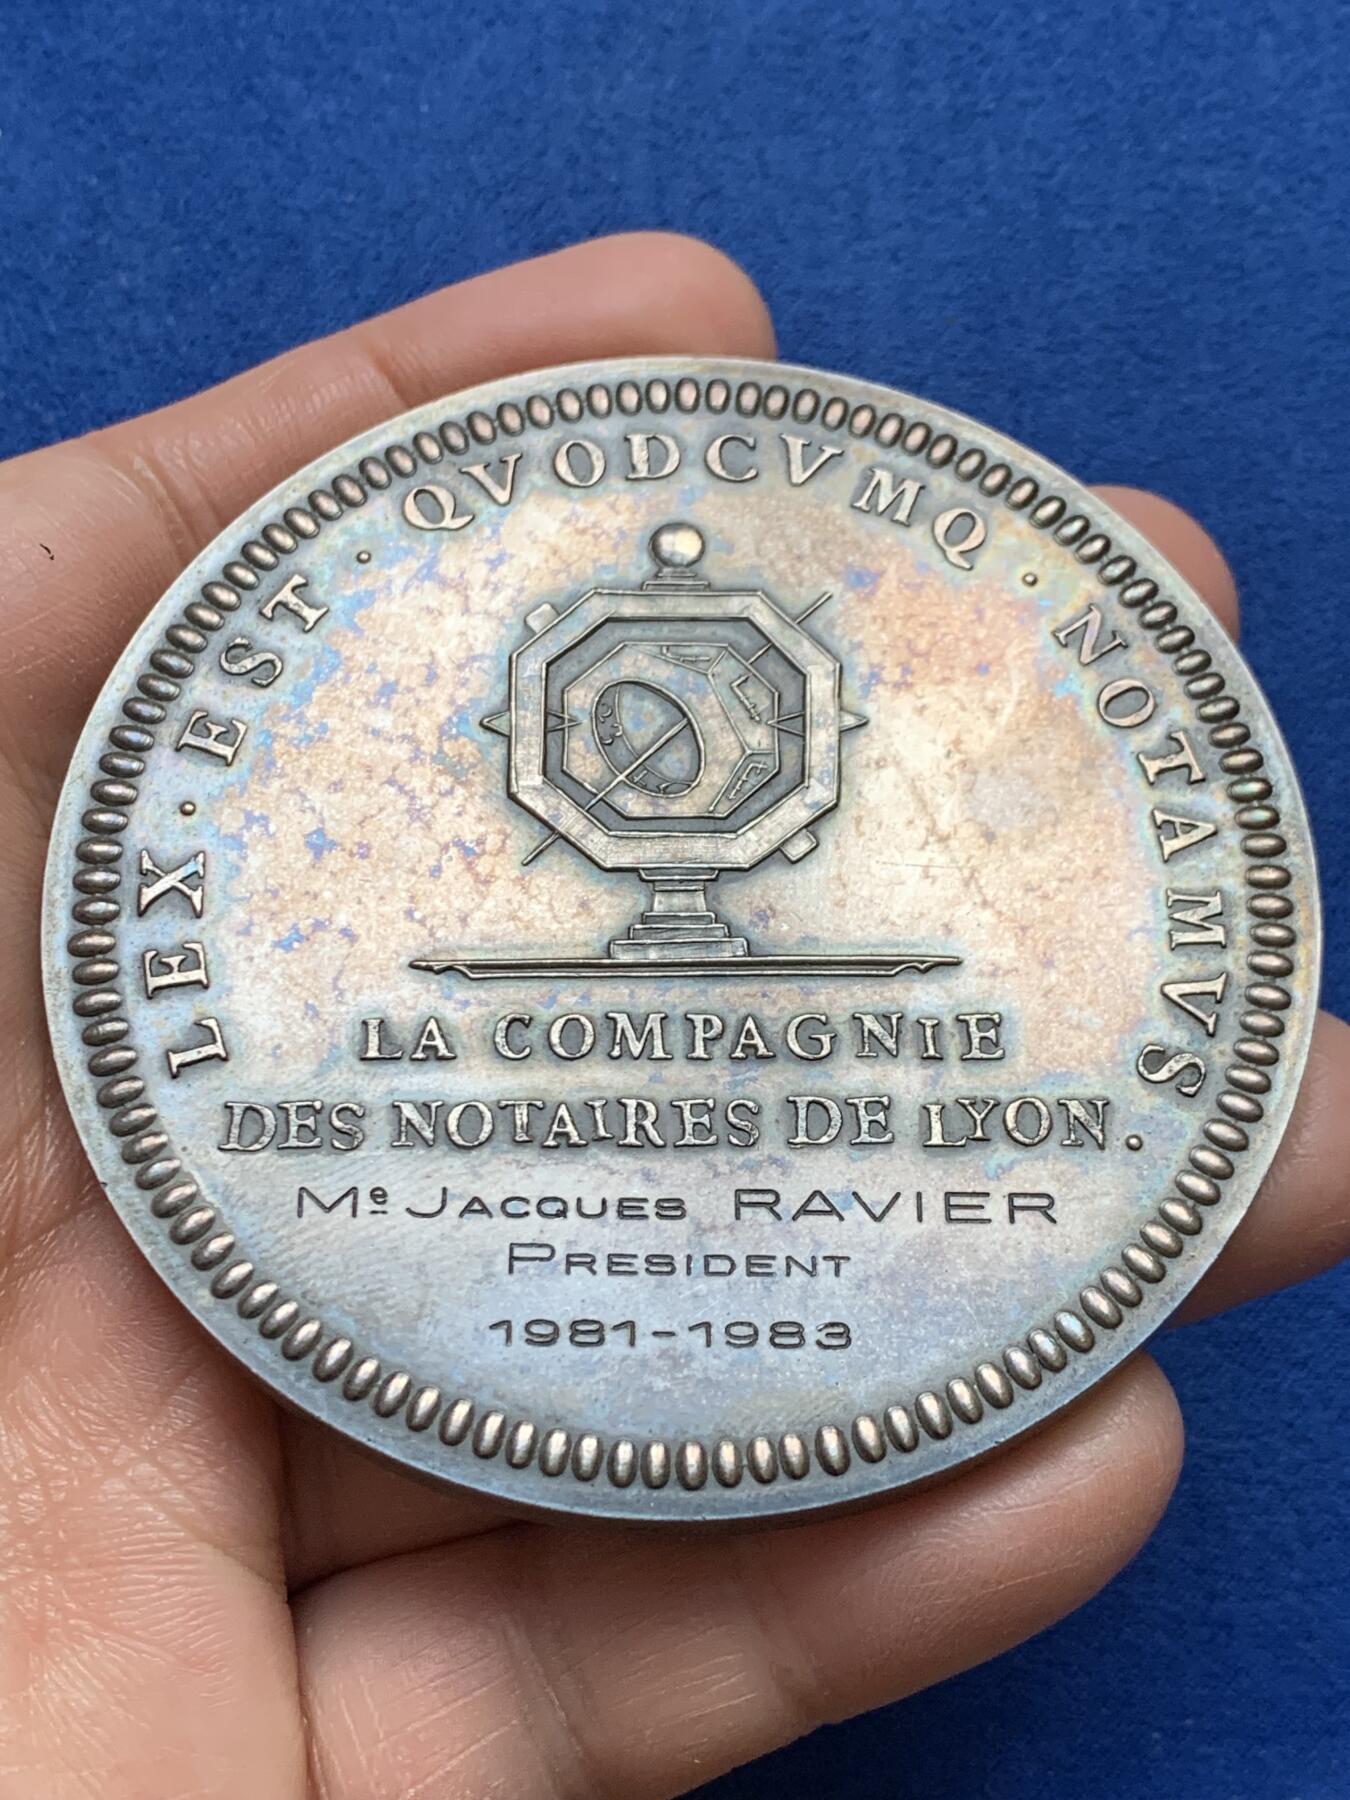 LEX · EST · QVODCVMQ · NOTAMVS
LA COMPAGNIE
DES NOTAIRES DE LYON.
Me JACQUES RAVIER
PRESIDENT
1981-1983